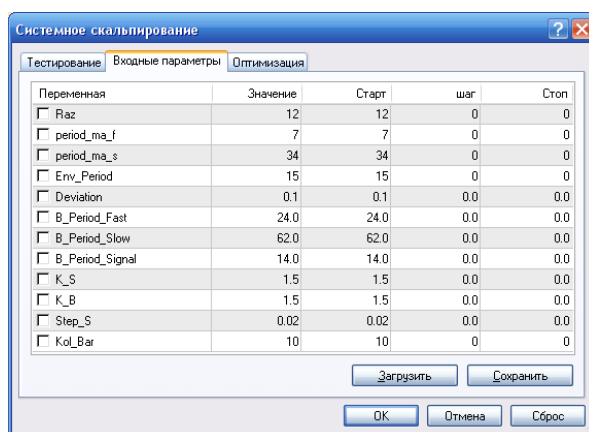 Системное скальпирование
Тестирование Входные параметры Оптимизация
Переменная Значение Старт шаг Стоп
Raz 12 12 0 0
period_ma_f 7 7 0 0
period_ma_s 34 34 0 0
Env_Period 15 15 0 0
Deviation 0.1 0.1 0.0 0.0
B_Period_Fast 24.0 24.0 0.0 0.0
B_Period_Slow 62.0 62.0 0.0 0.0
B_Period_Signal 14.0 14.0 0.0 0.0
K_S 1.5 1.5 0.0 0.0
K_B 1.5 1.5 0.0 0.0
Step_S 0.02 0.02 0.0 0.0
Kol_Bar 10 10 0 0
Загрузить Сохранить
OK Отмена Сброс